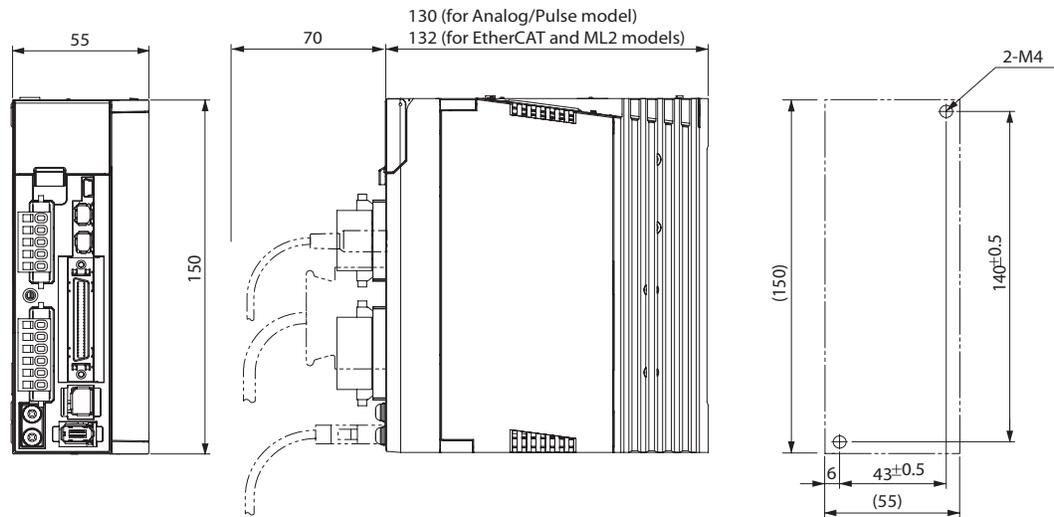 130 (for Analog/Pulse model)
55
70
132 (for EtherCAT and ML2 models)
2-M4
150
(150)
140±0.5
6
43±0.5
(55)